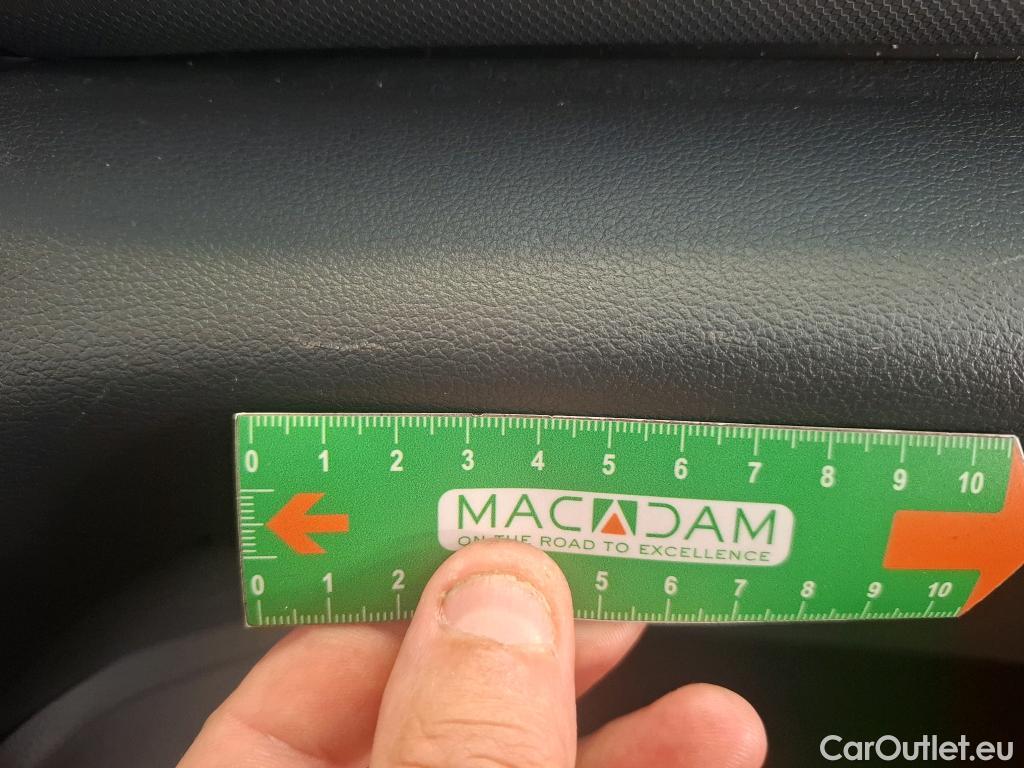 0 1 2 3 4 5 6 7 8 9 10
MACADAM
ON THE ROAD TO EXCELLENCE
0 1 2 5 6 7 8 9 10
CarOutlet.eu